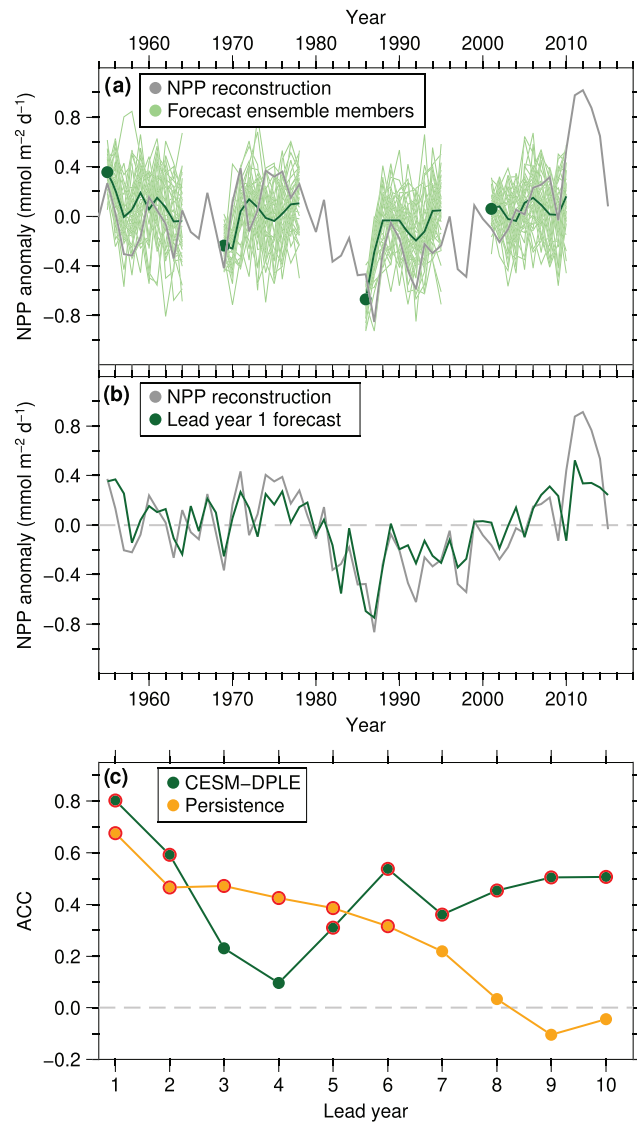 Year
1960 1970 1980 1990 2000 2010
(a)
NPP reconstruction
Forecast ensemble members
NPP anomaly (mmol m⁻² d⁻¹)
0.8
0.4
0.0
−0.4
−0.8
(b)
NPP reconstruction
Lead year 1 forecast
NPP anomaly (mmol m⁻² d⁻¹)
0.8
0.4
0.0
−0.4
−0.8
1960 1970 1980 1990 2000 2010
Year
(c)
CESM−DPLE
Persistence
ACC
0.8
0.6
0.4
0.2
0.0
−0.2
1 2 3 4 5 6 7 8 9 10
Lead year